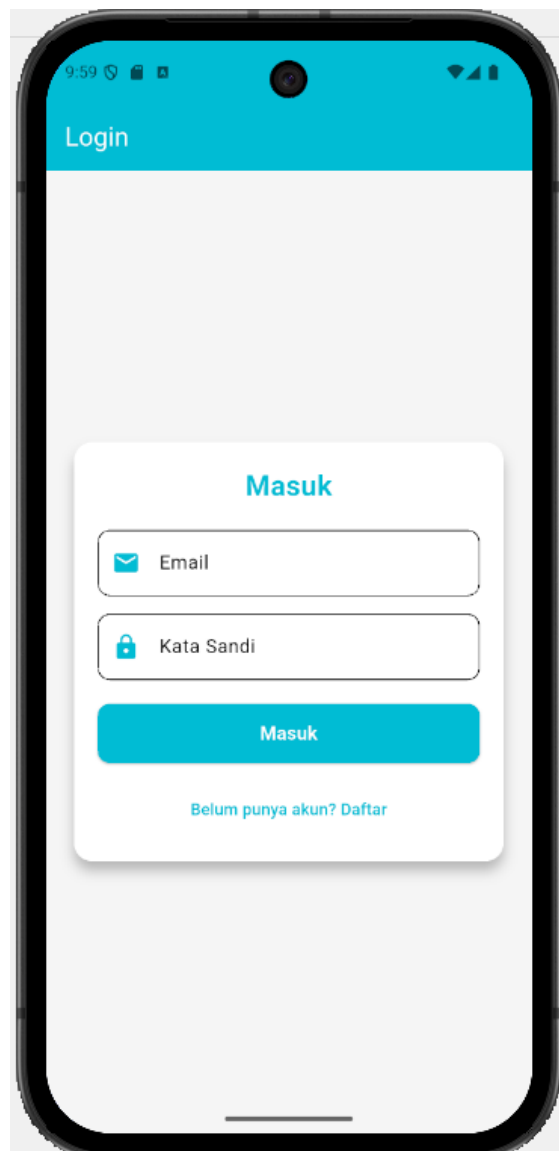 9:59
Login
Masuk
Email
Kata Sandi
Masuk
Belum punya akun? Daftar